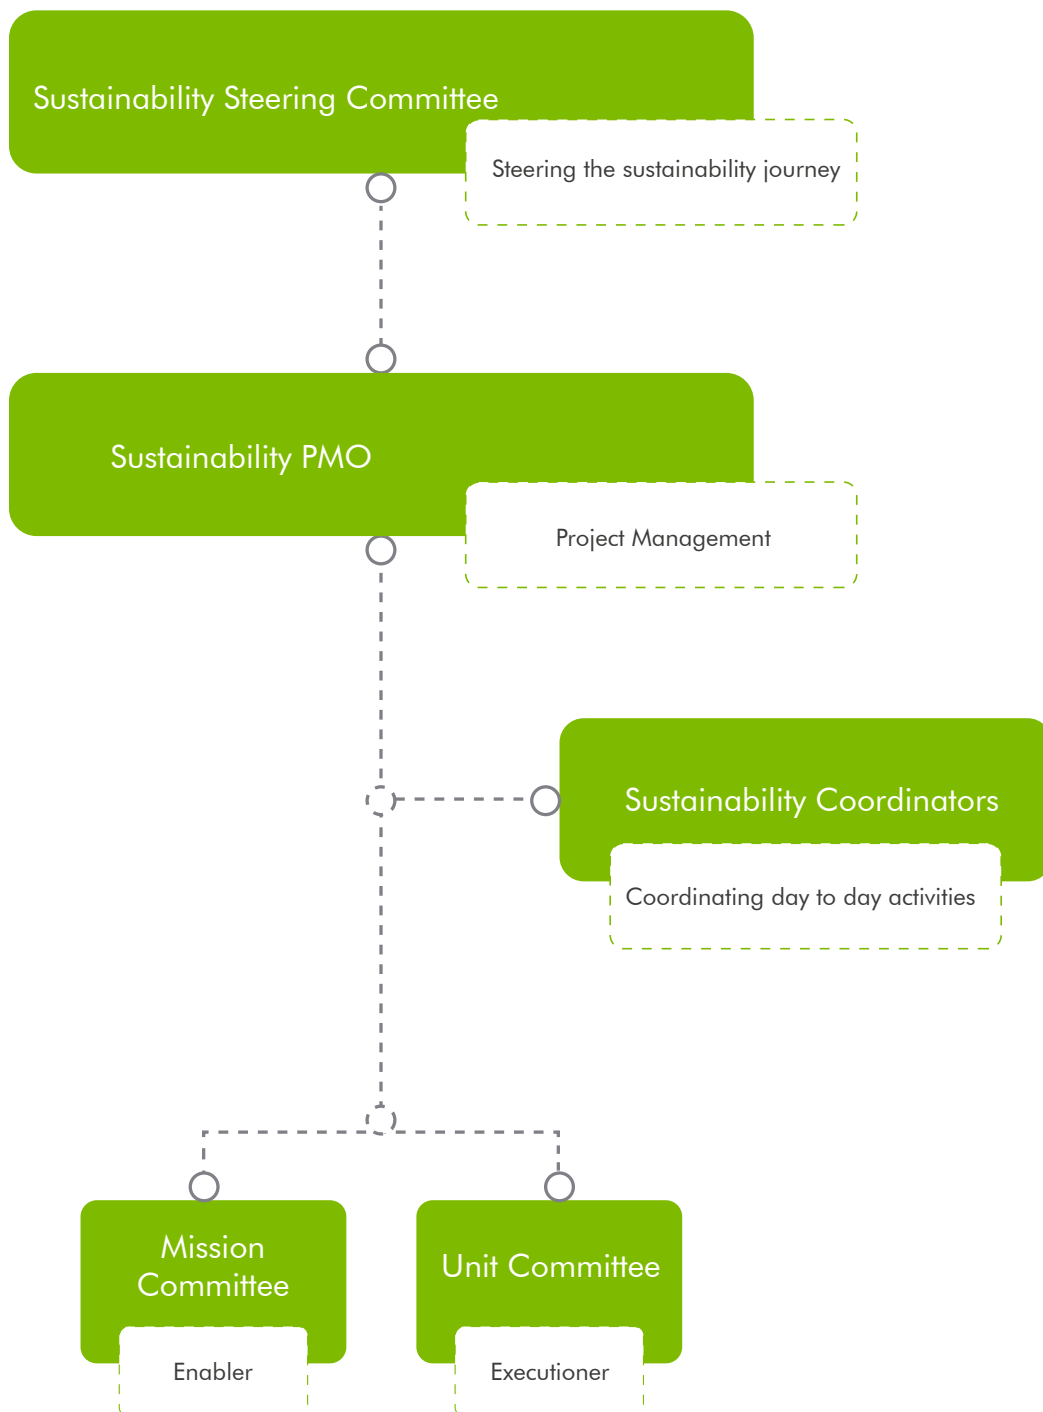 Sustainability Steering Committee
Steering the sustainability journey
Sustainability PMO
Project Management
Sustainability Coordinators
Coordinating day to day activities
Mission
Committee
Enabler
Unit Committee
Executioner